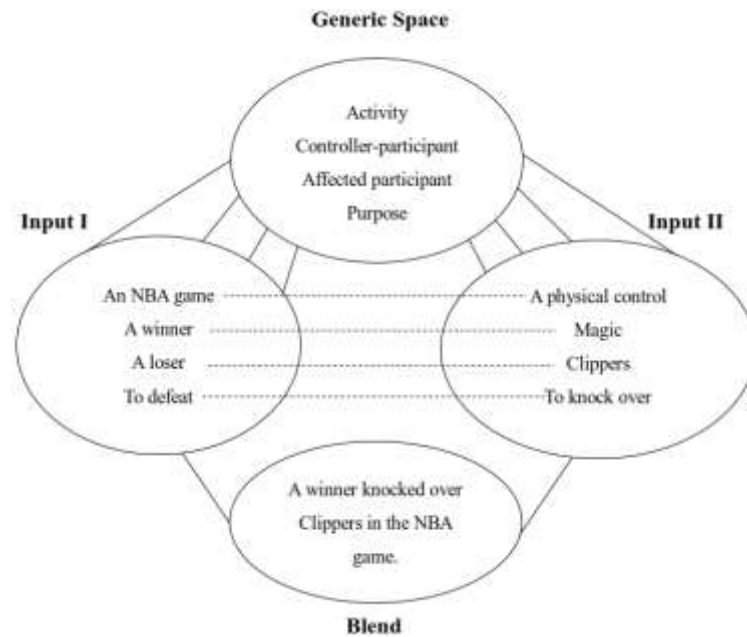 Generic Space
Activity
Controller-participant
Affected participant
Purpose
Input I
Input II
An NBA game
A physical control
A winner
Magic
A loser
Clippers
To defeat
To knock over
A winner knocked over
Clippers in the NBA
game.
Blend